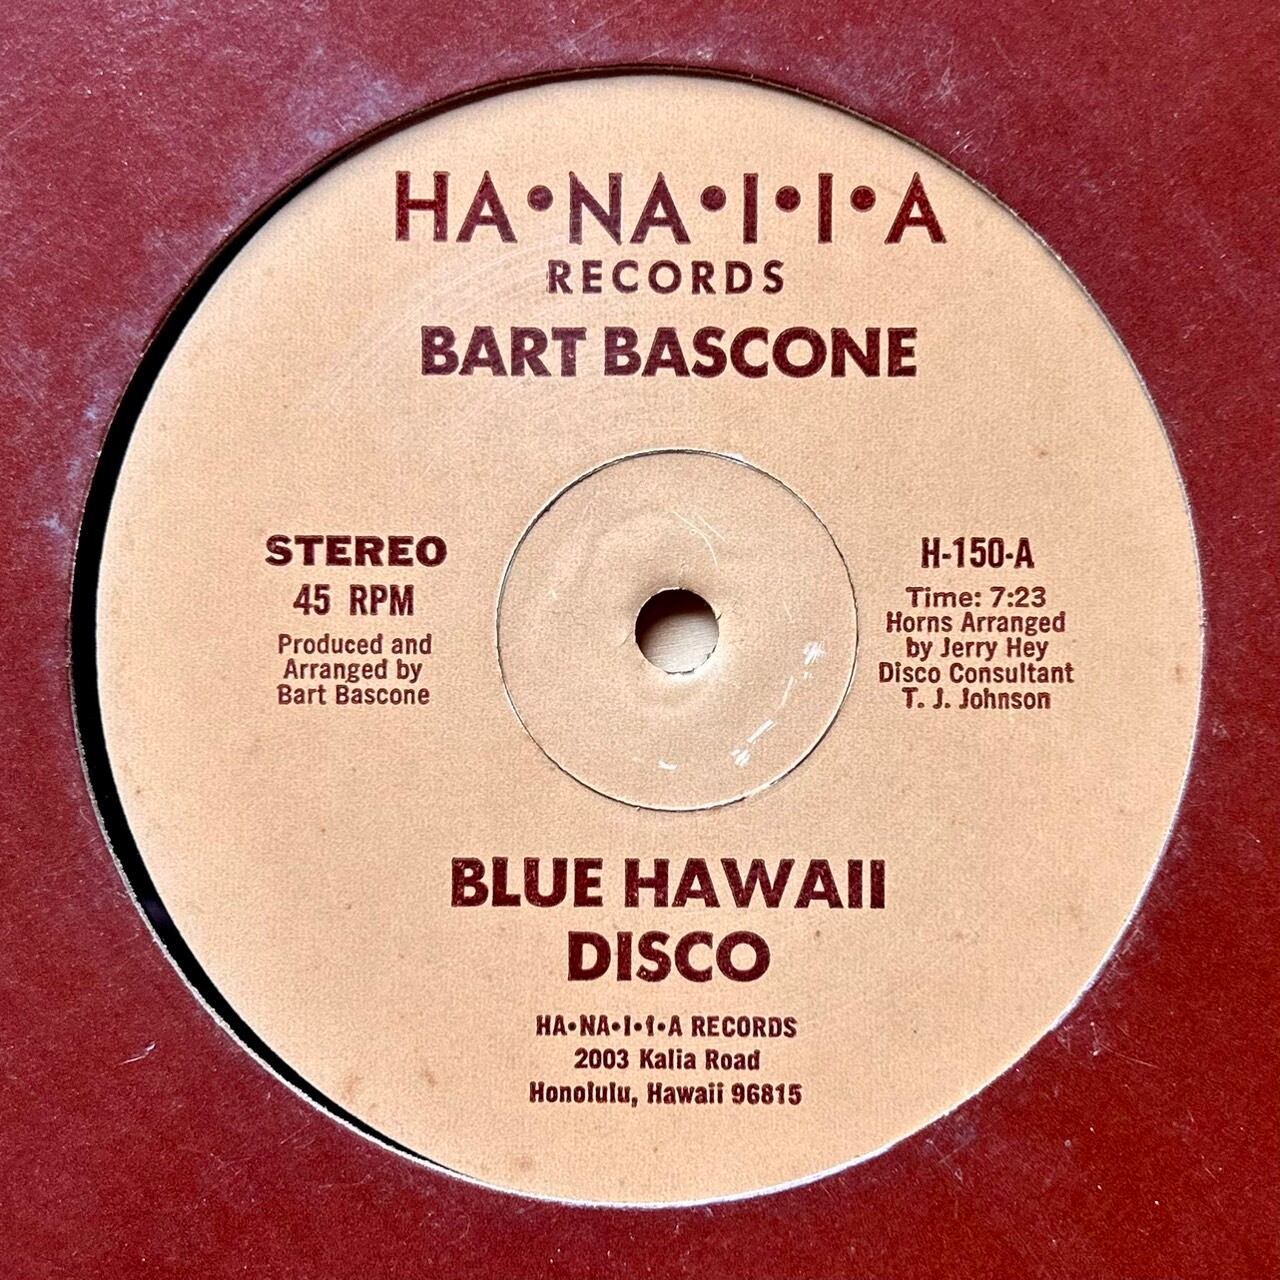 HA•NA•I•I•A
RECORDS
BART BASCONE
STEREO
45 RPM
Produced and
Arranged by
Bart Bascone
H-150-A
Time: 7:23
Horns Arranged
by Jerry Hey
Disco Consultant
T. J. Johnson
BLUE HAWAII
DISCO
HA•NA•I•I•A RECORDS
2003 Kalia Road
Honolulu, Hawaii 96815